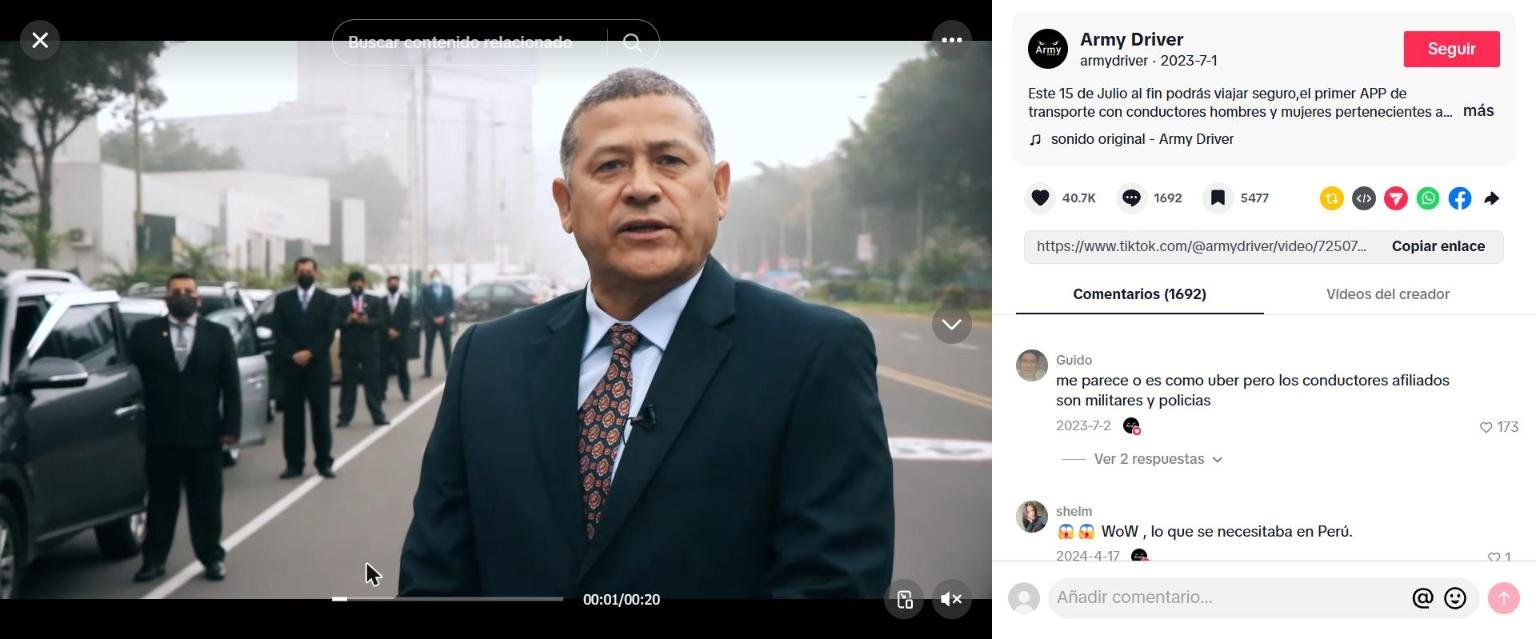 Buscar contenido relacionado
00:01/00:20
Army
Army Driver
armydriver · 2023-7-1
Seguir
Este 15 de Julio al fin podrás viajar seguro,el primer APP de
transporte con conductores hombres y mujeres pertenecientes a... más
sonido original - Army Driver
40.7K 1692 5477
https://www.tiktok.com/@armydriver/video/72507... Copiar enlace
Comentarios (1692) Vídeos del creador
Guido
me parece o es como uber pero los conductores afiliados
son militares y policias
2023-7-2 173
Ver 2 respuestas
shelm
😱😱 WoW , lo que se necesitaba en Perú.
2024-4-17 1
Añadir comentario...